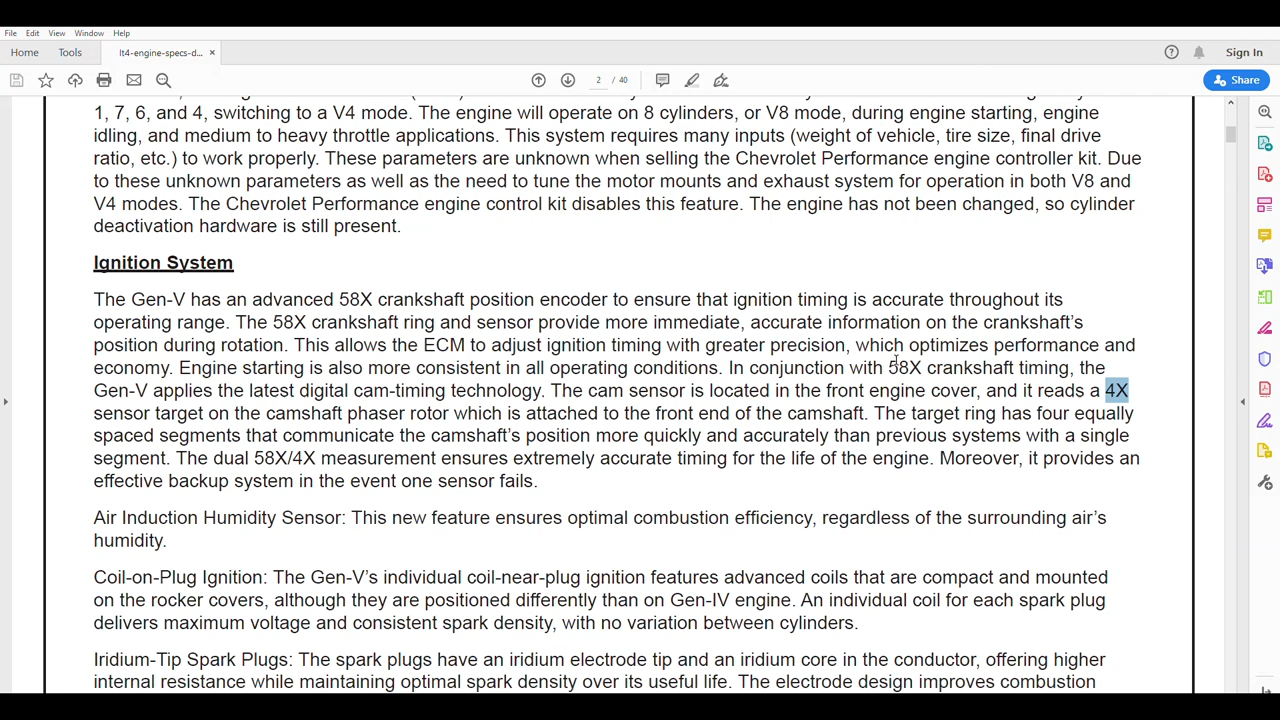 File Edit View Window Help
Home Tools lt4-engine-specs-d... × Sign In
2 / 40 Share
1, 7, 6, and 4, switching to a V4 mode. The engine will operate on 8 cylinders, or V8 mode, during engine starting, engine
idling, and medium to heavy throttle applications. This system requires many inputs (weight of vehicle, tire size, final drive
ratio, etc.) to work properly. These parameters are unknown when selling the Chevrolet Performance engine controller kit. Due
to these unknown parameters as well as the need to tune the motor mounts and exhaust system for operation in both V8 and
V4 modes. The Chevrolet Performance engine control kit disables this feature. The engine has not been changed, so cylinder
deactivation hardware is still present.
Ignition System
The Gen-V has an advanced 58X crankshaft position encoder to ensure that ignition timing is accurate throughout its
operating range. The 58X crankshaft ring and sensor provide more immediate, accurate information on the crankshaft's
position during rotation. This allows the ECM to adjust ignition timing with greater precision, which optimizes performance and
economy. Engine starting is also more consistent in all operating conditions. In conjunction with 58X crankshaft timing, the
Gen-V applies the latest digital cam-timing technology. The cam sensor is located in the front engine cover, and it reads a 4X
sensor target on the camshaft phaser rotor which is attached to the front end of the camshaft. The target ring has four equally
spaced segments that communicate the camshaft's position more quickly and accurately than previous systems with a single
segment. The dual 58X/4X measurement ensures extremely accurate timing for the life of the engine. Moreover, it provides an
effective backup system in the event one sensor fails.
Air Induction Humidity Sensor: This new feature ensures optimal combustion efficiency, regardless of the surrounding air's
humidity.
Coil-on-Plug Ignition: The Gen-V's individual coil-near-plug ignition features advanced coils that are compact and mounted
on the rocker covers, although they are positioned differently than on Gen-IV engine. An individual coil for each spark plug
delivers maximum voltage and consistent spark density, with no variation between cylinders.
Iridium-Tip Spark Plugs: The spark plugs have an iridium electrode tip and an iridium core in the conductor, offering higher
internal resistance while maintaining optimal spark density over its useful life. The electrode design improves combustion